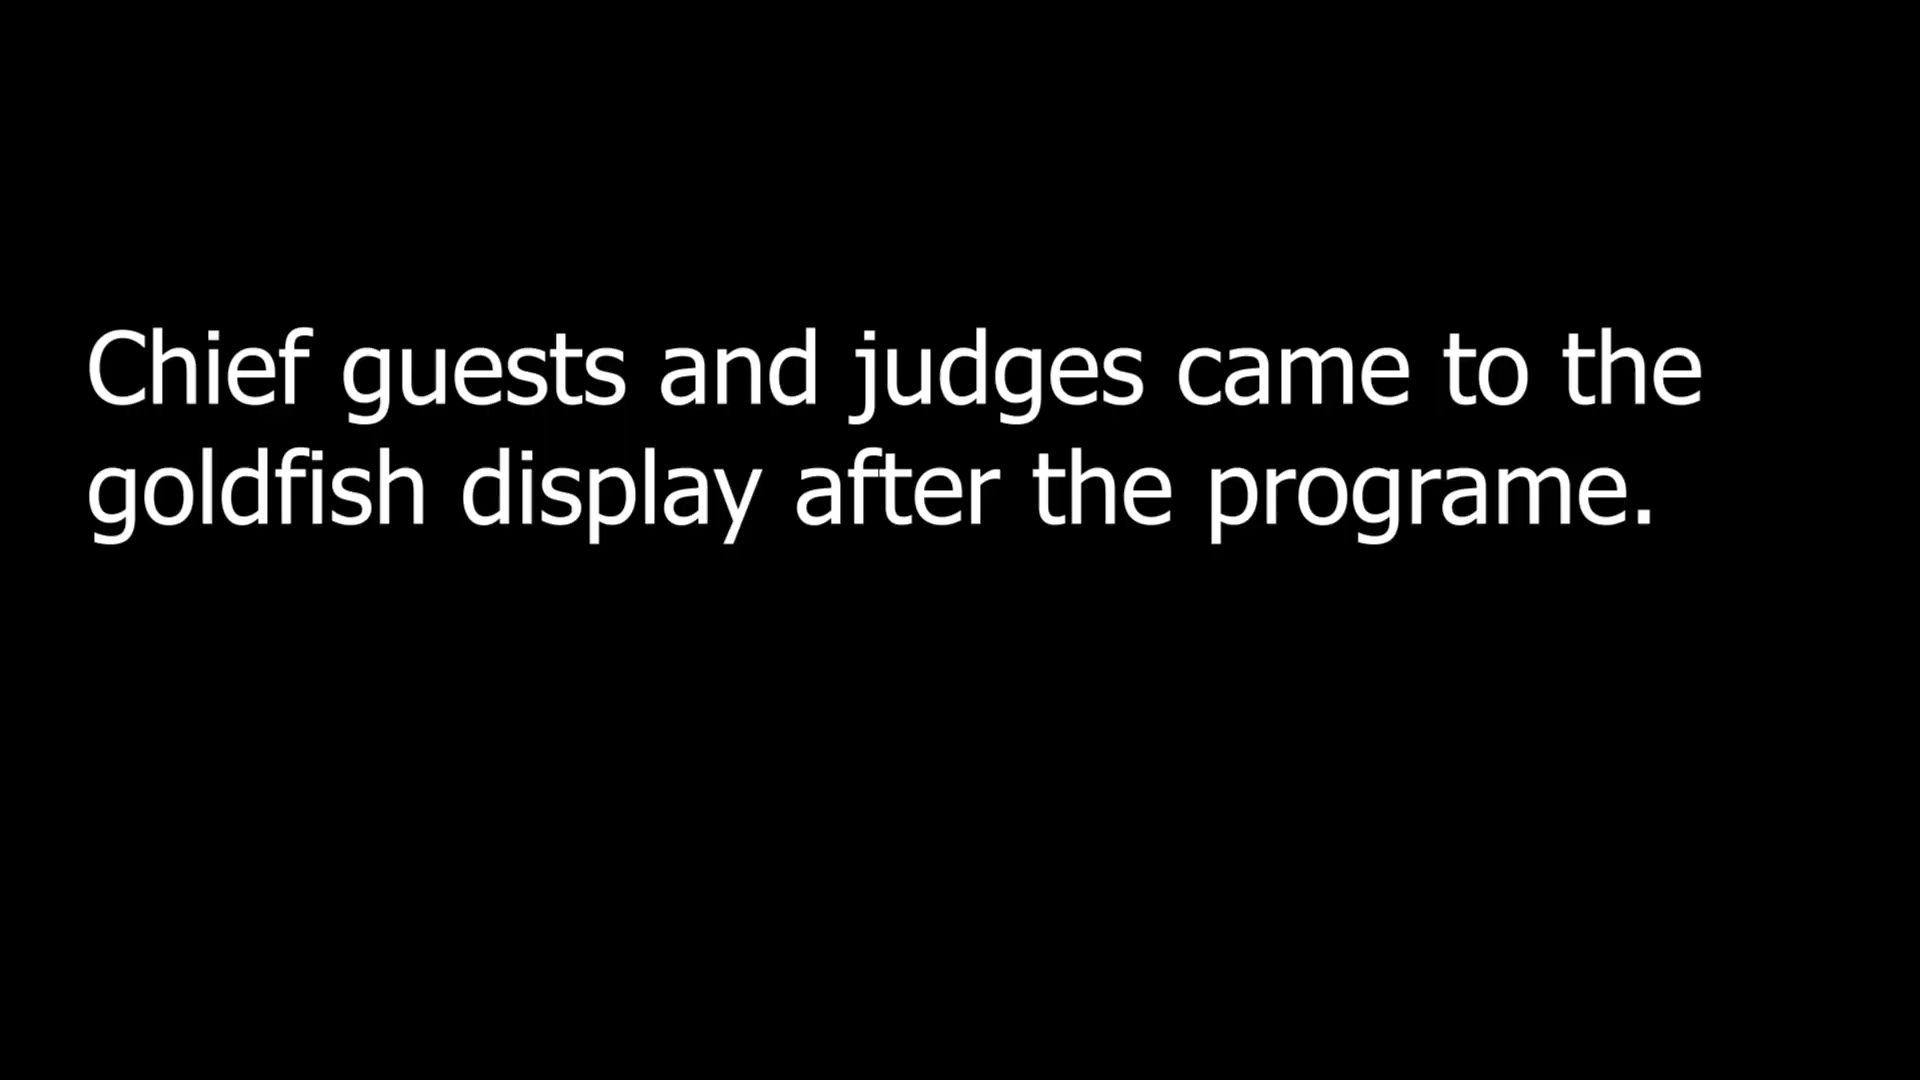 Chief guests and judges came to the
goldfish display after the programe.